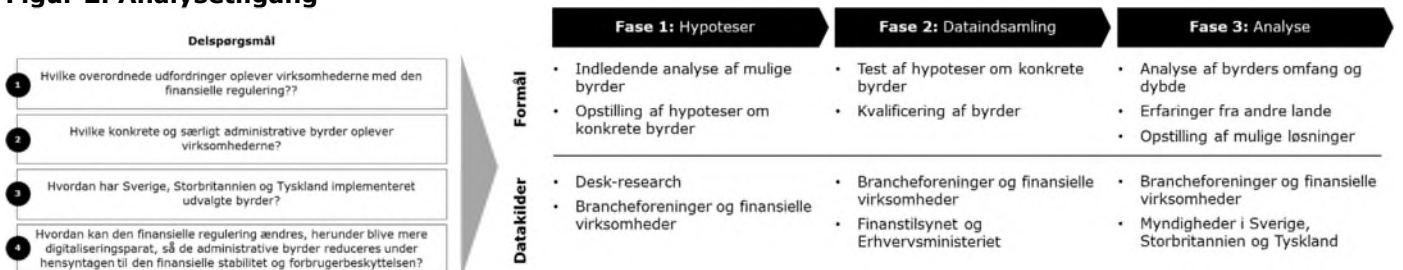 Delspørgsmål
1
Hvilke overordnede udfordringer oplever virksomhederne med den
finansielle regulering??
2
Hvilke konkrete og særligt administrative byrder oplever
virksomhederne?
3
Hvordan har Sverige, Storbritannien og Tyskland implementeret
udvalgte byrder?
4
Hvordan kan den finansielle regulering ændres, herunder blive mere
digitaliseringsparat, så de administrative byrder reduceres under
hensyntagen til den finansielle stabilitet og forbrugerbeskyttelsen?
Fase 1: Hypoteser
Fase 2: Dataindsamling
Fase 3: Analyse
Formål
• Indledende analyse af mulige
byrder
• Opstilling af hypoteser om
konkrete byrder
• Test af hypoteser om konkrete
byrder
• Kvalificering af byrder
• Analyse af byrders omfang og
dybde
• Erfaringer fra andre lande
• Opstilling af mulige løsninger
Datakilder
• Desk-research
• Brancheforeninger og finansielle
virksomheder
• Brancheforeninger og finansielle
virksomheder
• Finanstilsynet og
Erhvervsministeriet
• Brancheforeninger og finansielle
virksomheder
• Myndigheder i Sverige,
Storbritannien og Tyskland